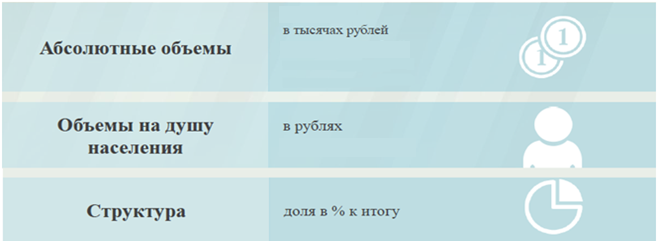 Абсолютные объемы
в тысячах рублей
1
1
Объемы на душу
населения
в рублях
Структура
доля в % к итогу